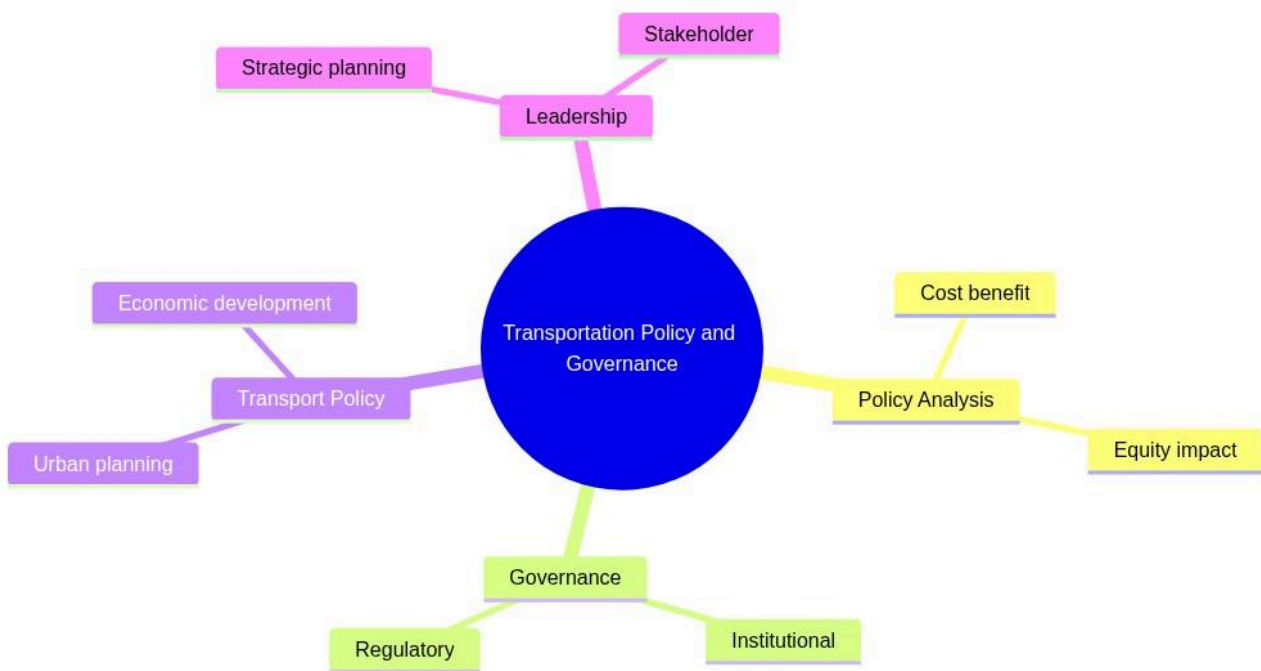 Stakeholder
Strategic planning
Leadership
Economic development
Cost benefit
Transportation Policy and
Governance
Transport Policy
Policy Analysis
Urban planning
Equity impact
Governance
Regulatory
Institutional